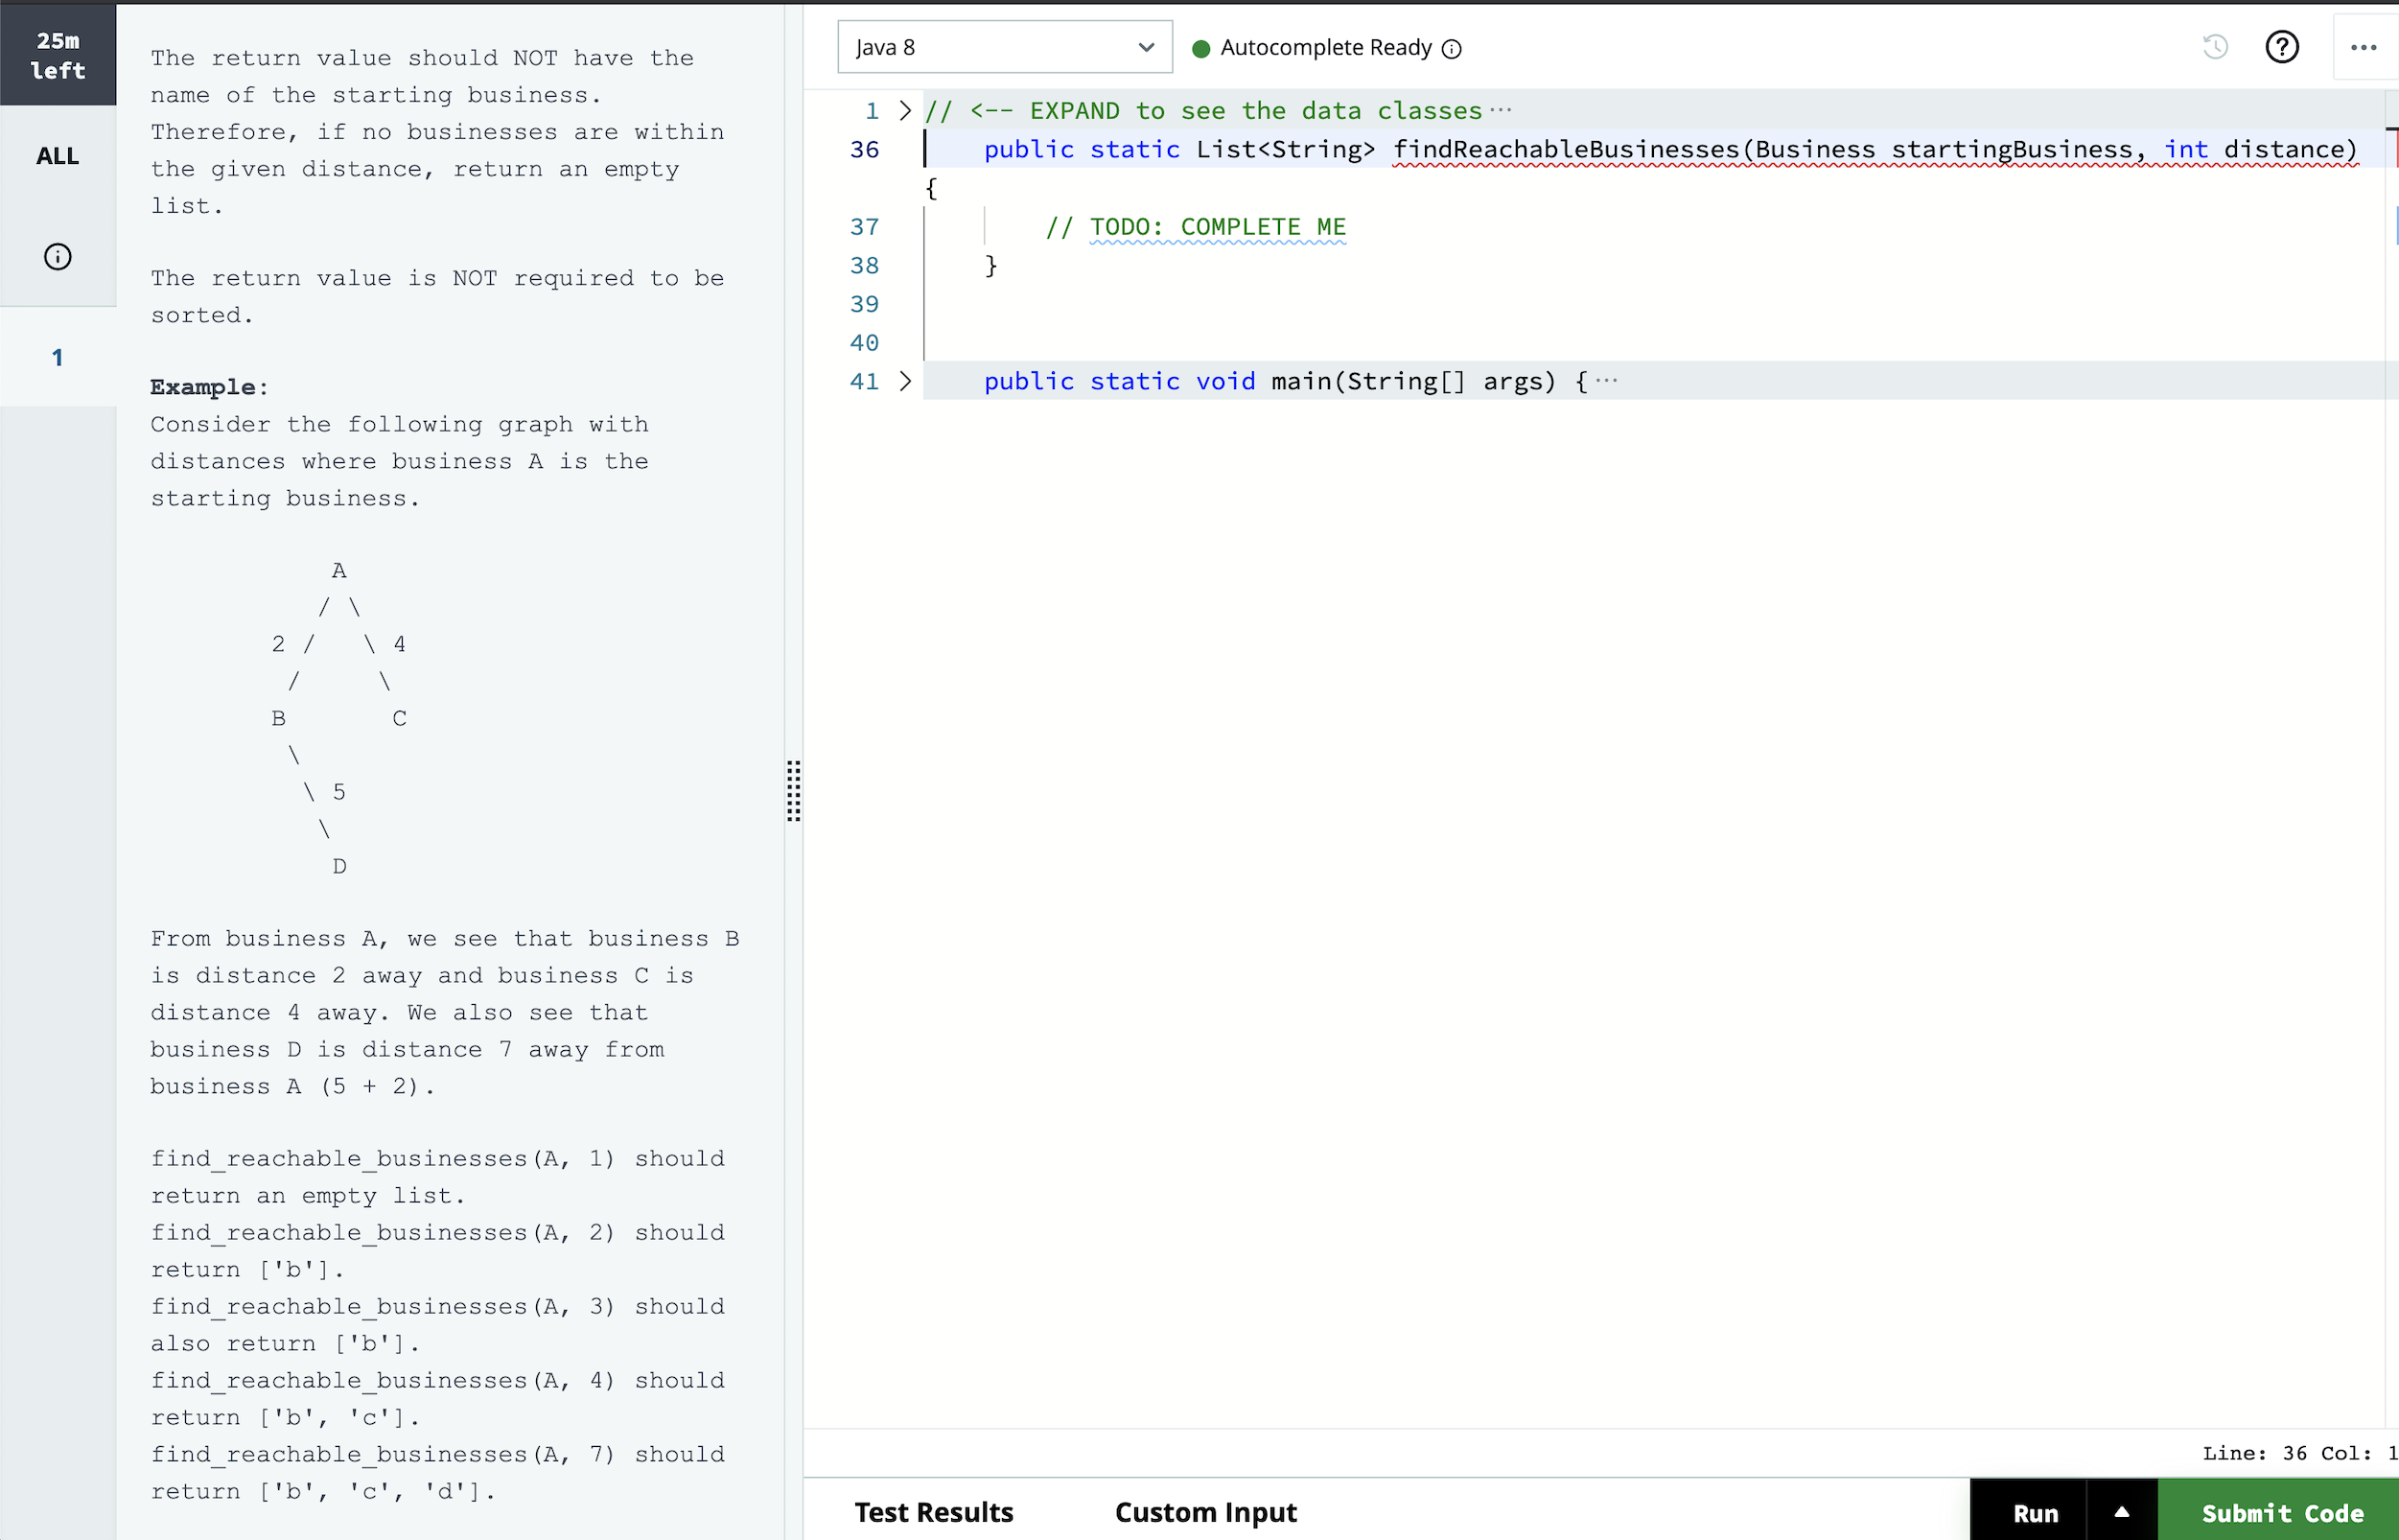 25m
left
ALL
1
The return value should NOT have the
name of the starting business.
Therefore, if no businesses are within
the given distance, return an empty
list.
The return value is NOT required to be
sorted.
Example:
Consider the following graph with
distances where business A is the
starting business.
A
/ \
2 /   \ 4
/     \
B       C
\
\ 5
\
D
From business A, we see that business B
is distance 2 away and business C is
distance 4 away. We also see that
business D is distance 7 away from
business A (5 + 2).
find_reachable_businesses(A, 1) should
return an empty list.
find_reachable_businesses(A, 2) should
return ['b'].
find_reachable_businesses(A, 3) should
also return ['b'].
find_reachable_businesses(A, 4) should
return ['b', 'c'].
find_reachable_businesses(A, 7) should
return ['b', 'c', 'd'].
Java 8
Autocomplete Ready
1 // <-- EXPAND to see the data classes···
36 public static List<String> findReachableBusinesses(Business startingBusiness, int distance)
{
37 // TODO: COMPLETE ME
38 }
39
40
41 public static void main(String[] args) {···
Line: 36 Col: 1
Test Results
Custom Input
Run
Submit Code